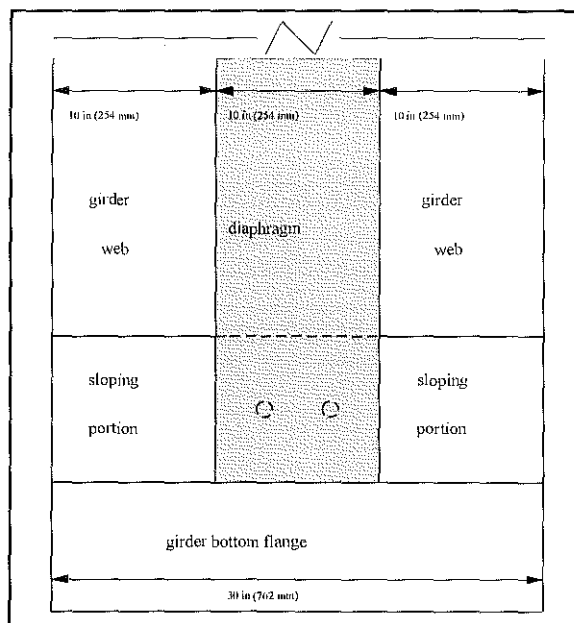 10 in (254 mm)
10 in (254 mm)
10 in (254 mm)
girder
web
diaphragm
girder
web
sloping
portion
sloping
portion
girder bottom flange
30 in (762 mm)